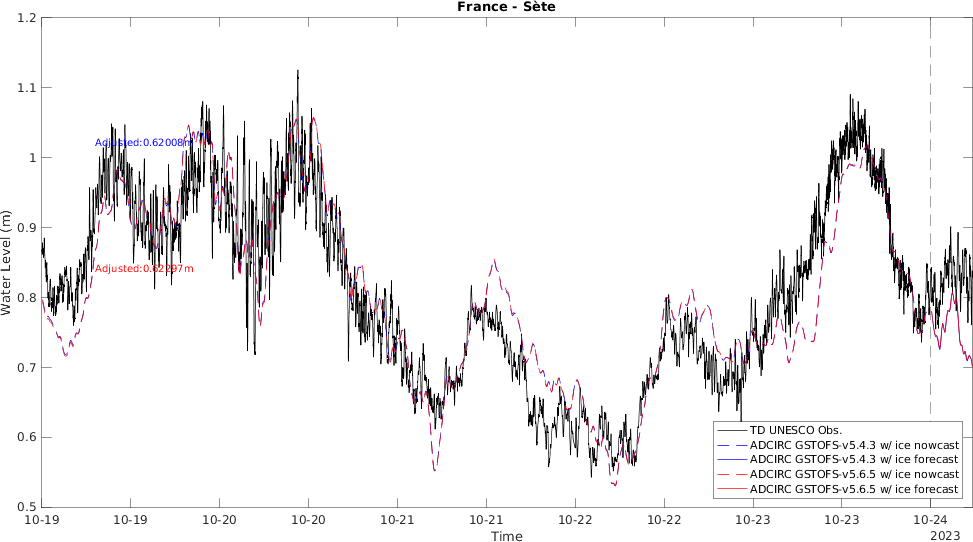 France - Sète
1.2
1.1
1
0.9
0.8
0.7
0.6
0.5
Water Level (m)
Adjusted:0.62008m
Adjusted:0.62297m
TD UNESCO Obs.
ADCIRC GSTOFS-v5.4.3 w/ ice nowcast
ADCIRC GSTOFS-v5.4.3 w/ ice forecast
ADCIRC GSTOFS-v5.6.5 w/ ice nowcast
ADCIRC GSTOFS-v5.6.5 w/ ice forecast
10-19 10-19 10-20 10-20 10-21 10-21 10-22 10-22 10-23 10-23 10-24
Time
2023